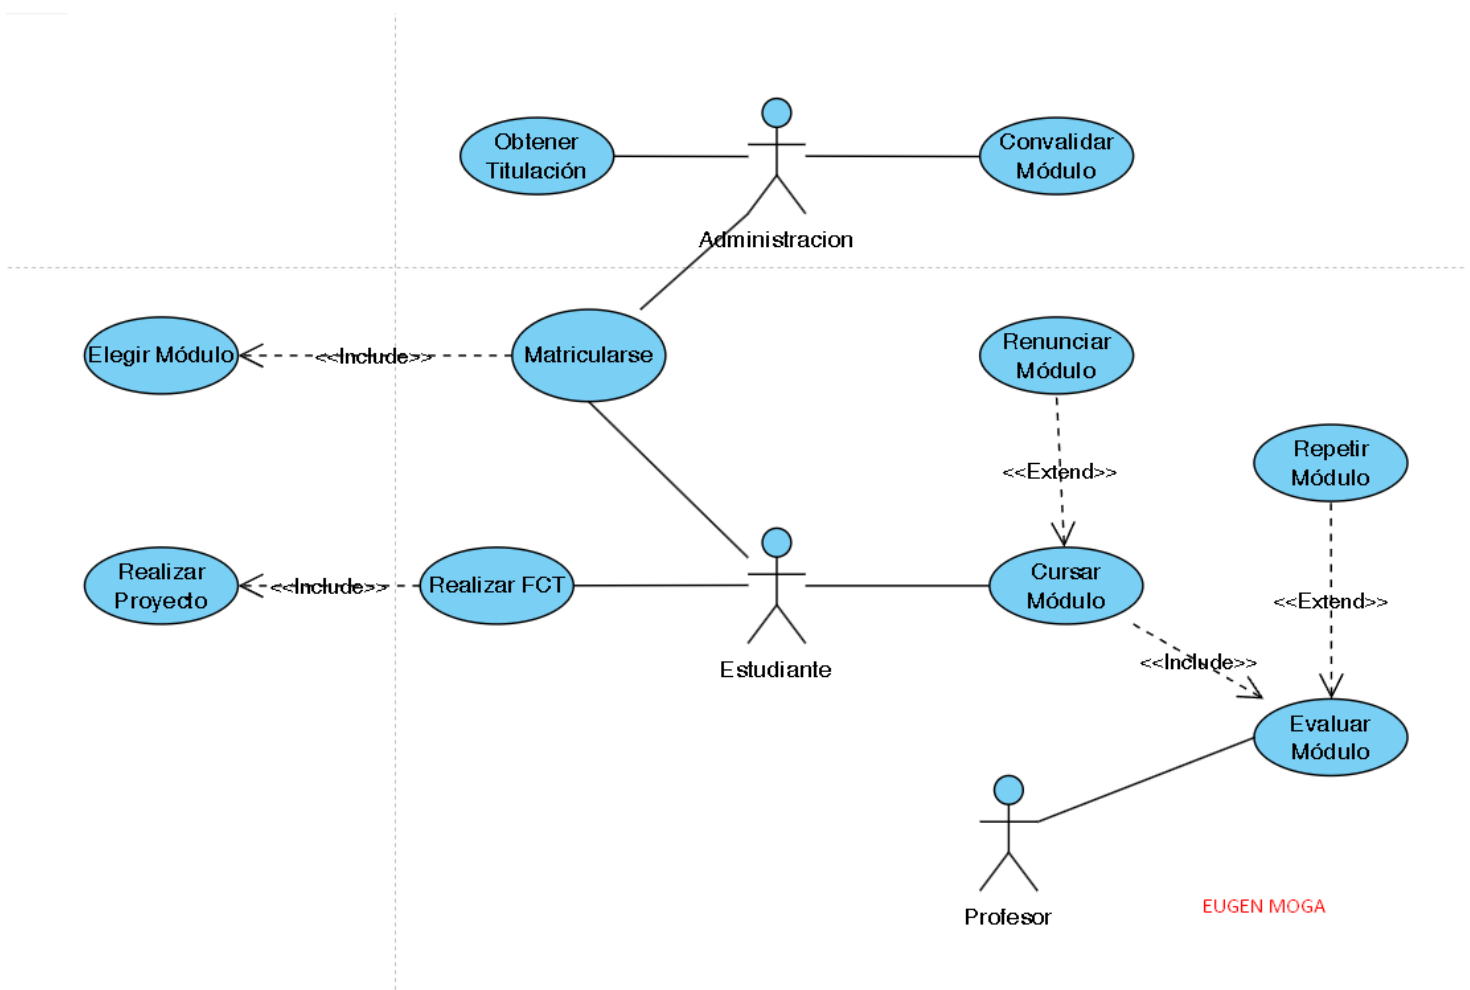 Obtener
Titulación
Convalidar
Módulo
Administracion
Elegir Módulo
<<Include>>
Matricularse
Renunciar
Módulo
<<Extend>>
Repetir
Módulo
Realizar
Proyecto
<<Include>>
Realizar FCT
Cursar
Módulo
<<Extend>>
Estudiante
<<Include>>
Evaluar
Módulo
Profesor
EUGEN MOGA